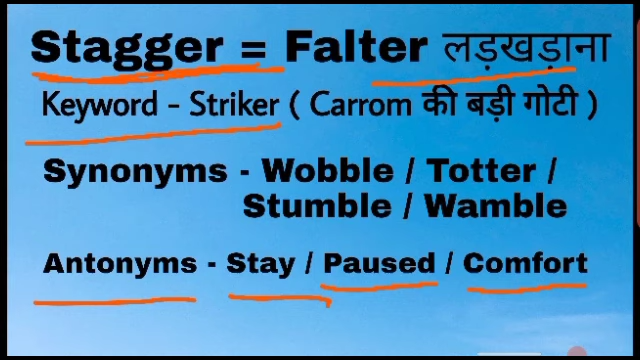 Stagger = Falter लड़खड़ाना
Keyword - Striker ( Carrom की बड़ी गोटी )
Synonyms - Wobble / Totter /
Stumble / Wamble
Antonyms - Stay / Paused / Comfort